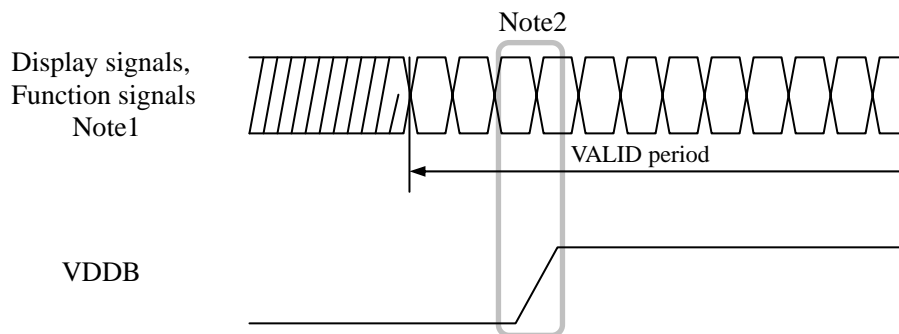 Note2
Display signals,
Function signals
Note1
VALID period
VDDB